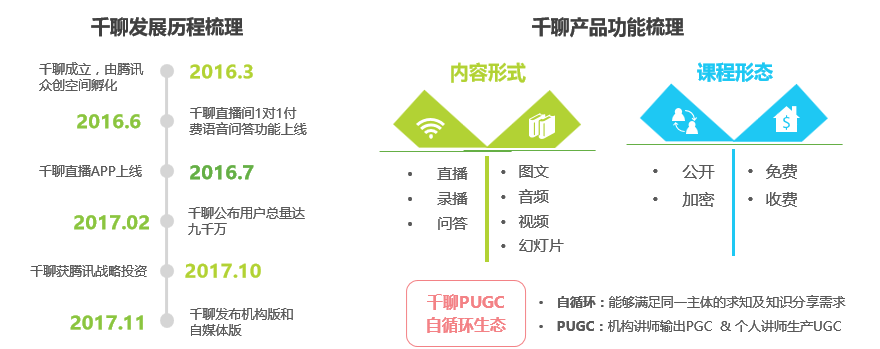 千聊发展历程梳理
千聊成立，由腾讯
众创空间孵化
2016.3
2016.6
千聊直播间1对1付
费语音问答功能上线
千聊直播APP上线
2016.7
2017.02
千聊公布用户总量达
九千万
千聊获腾讯战略投资
2017.10
2017.11
千聊发布机构版和
自媒体版
千聊产品功能梳理
内容形式
• 直播
• 录播
• 问答
• 图文
• 音频
• 视频
• 幻灯片
课程形态
$
• 公开
• 加密
• 免费
• 收费
千聊PUGC
自循环生态
• 自循环：能够满足同一主体的求知及知识分享需求
• PUGC：机构讲师输出PGC & 个人讲师生产UGC